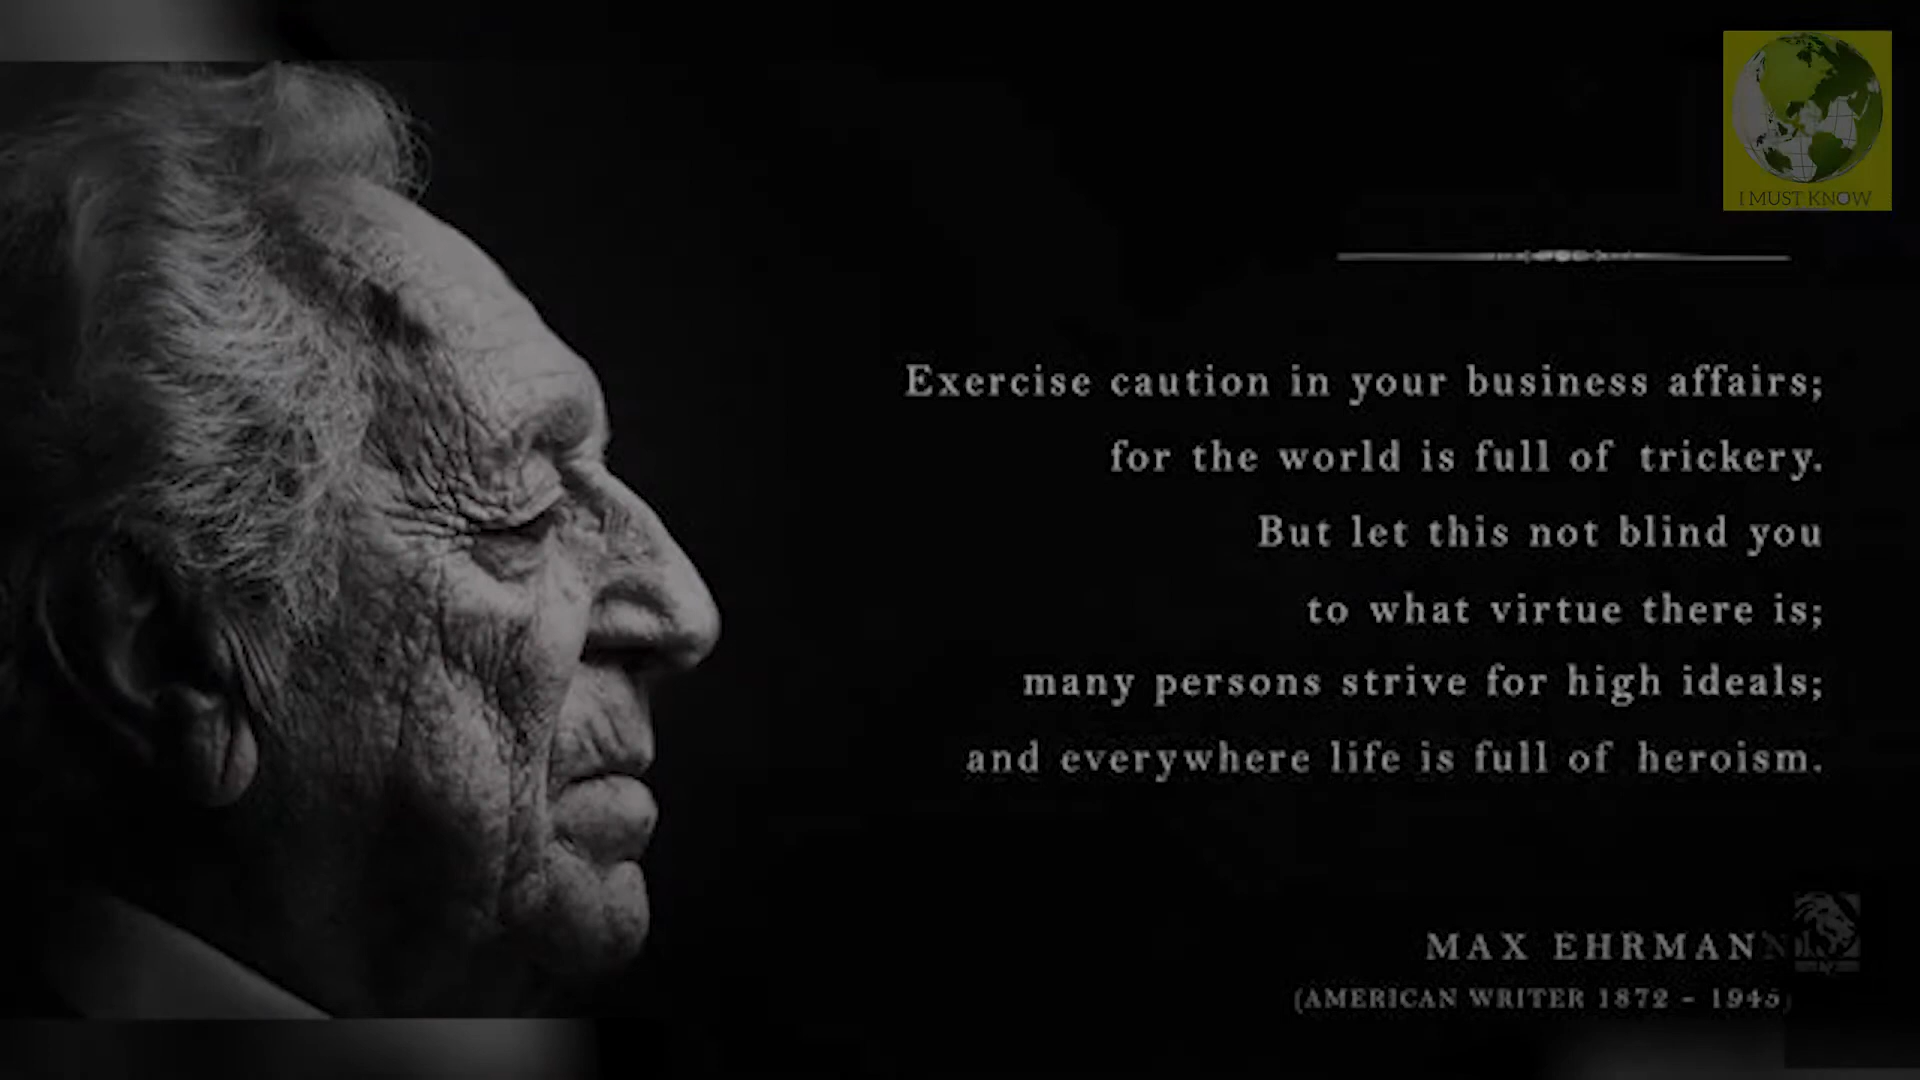 I MUST KNOW
Exercise caution in your business affairs;
for the world is full of trickery.
But let this not blind you
to what virtue there is;
many persons strive for high ideals;
and everywhere life is full of heroism.
MAX EHRMANN
(AMERICAN WRITER 1872 – 1945)